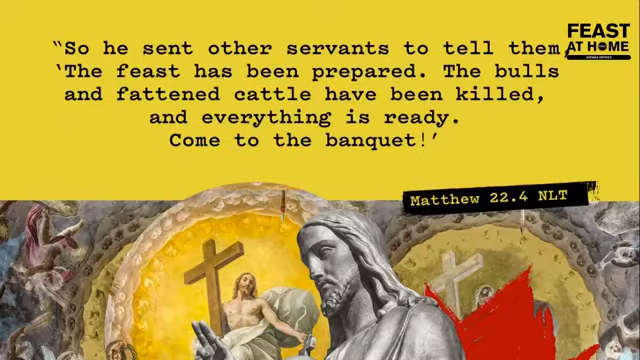 “So he sent other servants to tell them,
‘The feast has been prepared. The bulls
and fattened cattle have been killed,
and everything is ready.
Come to the banquet!’
FEAST
AT HOME
Matthew 22.4 NLT